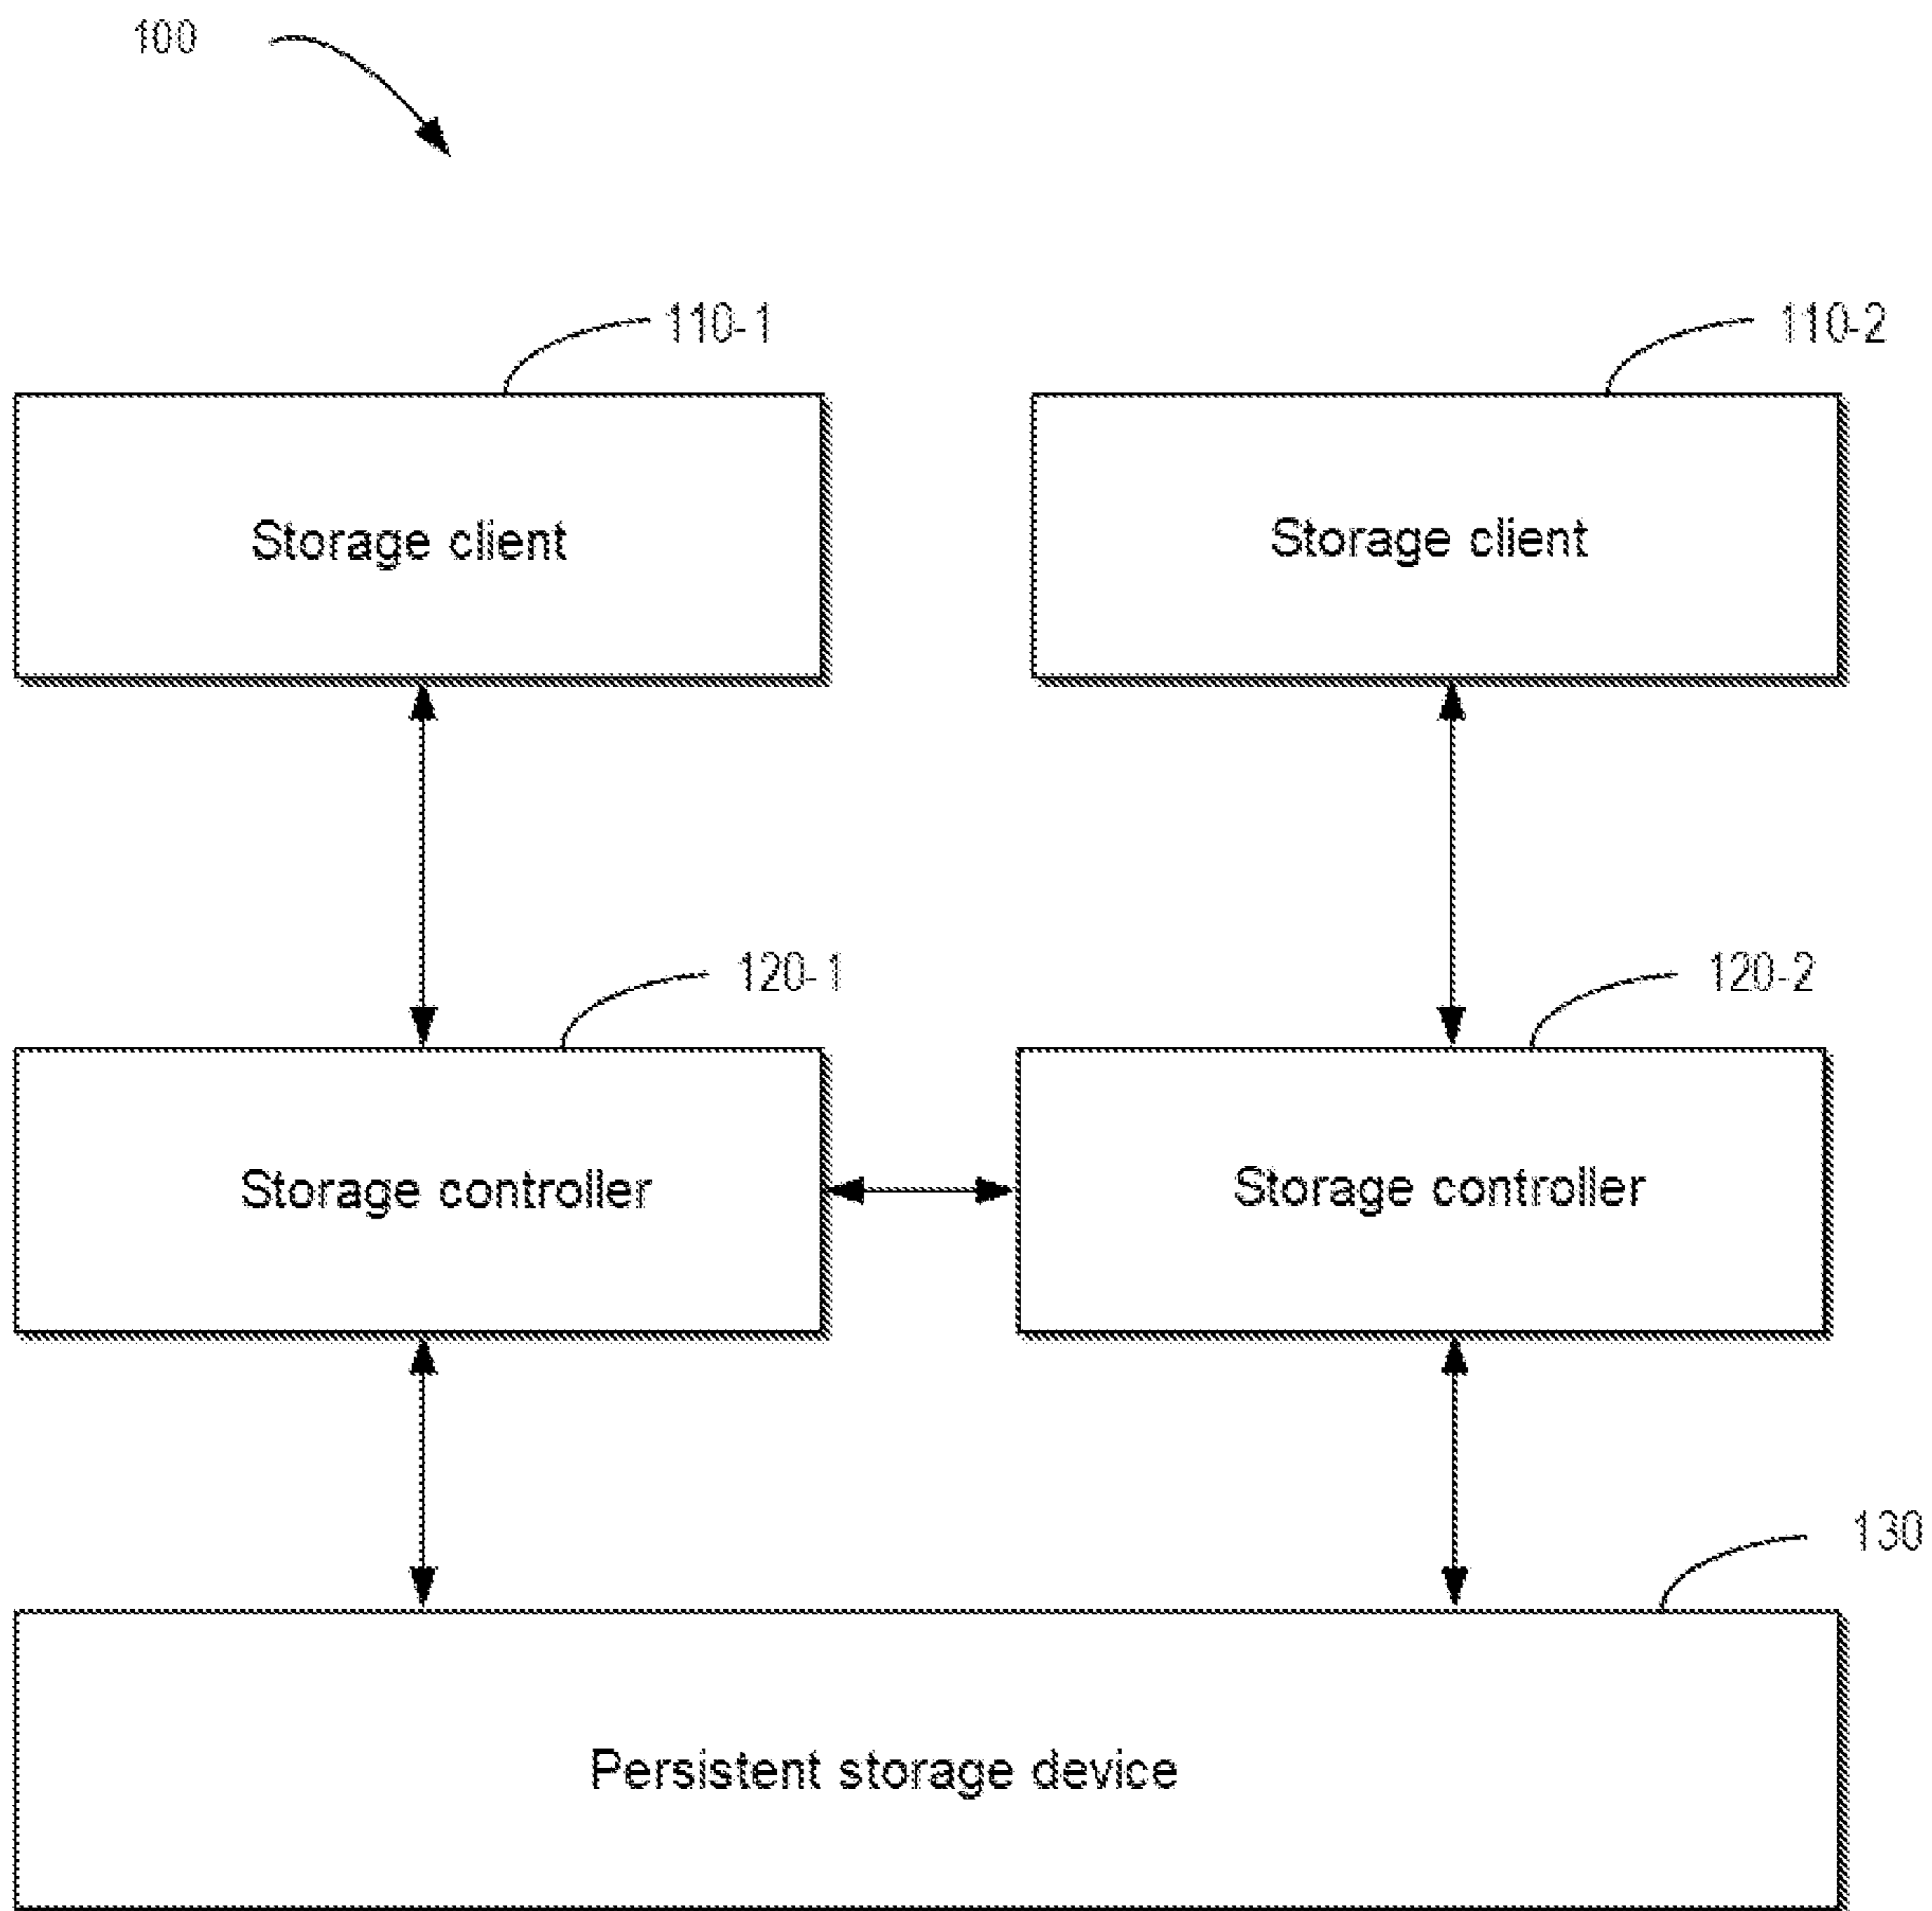 100
110-1
110-2
Storage client
Storage client
120-1
120-2
Storage controller
Storage controller
130
Persistent storage device